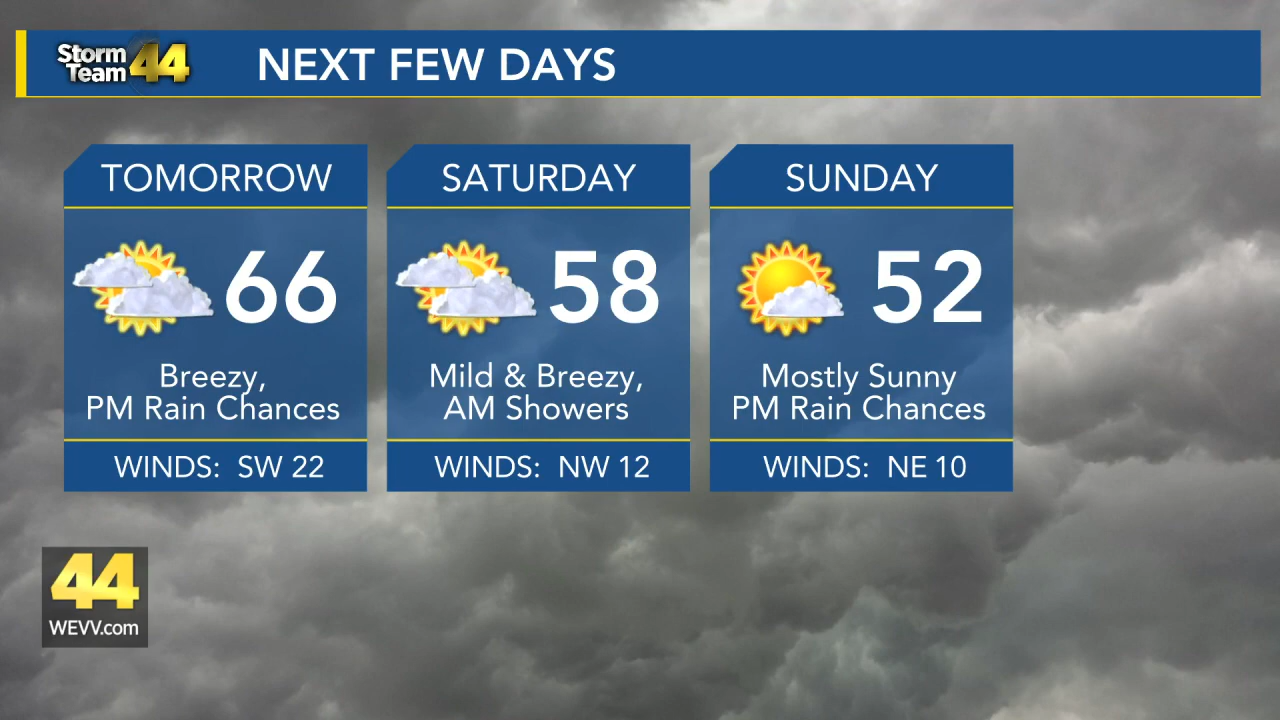 Storm Team 44
NEXT FEW DAYS
TOMORROW
66
Breezy,
PM Rain Chances
WINDS: SW 22
SATURDAY
58
Mild & Breezy,
AM Showers
WINDS: NW 12
SUNDAY
52
Mostly Sunny
PM Rain Chances
WINDS: NE 10
44
WEVV.com